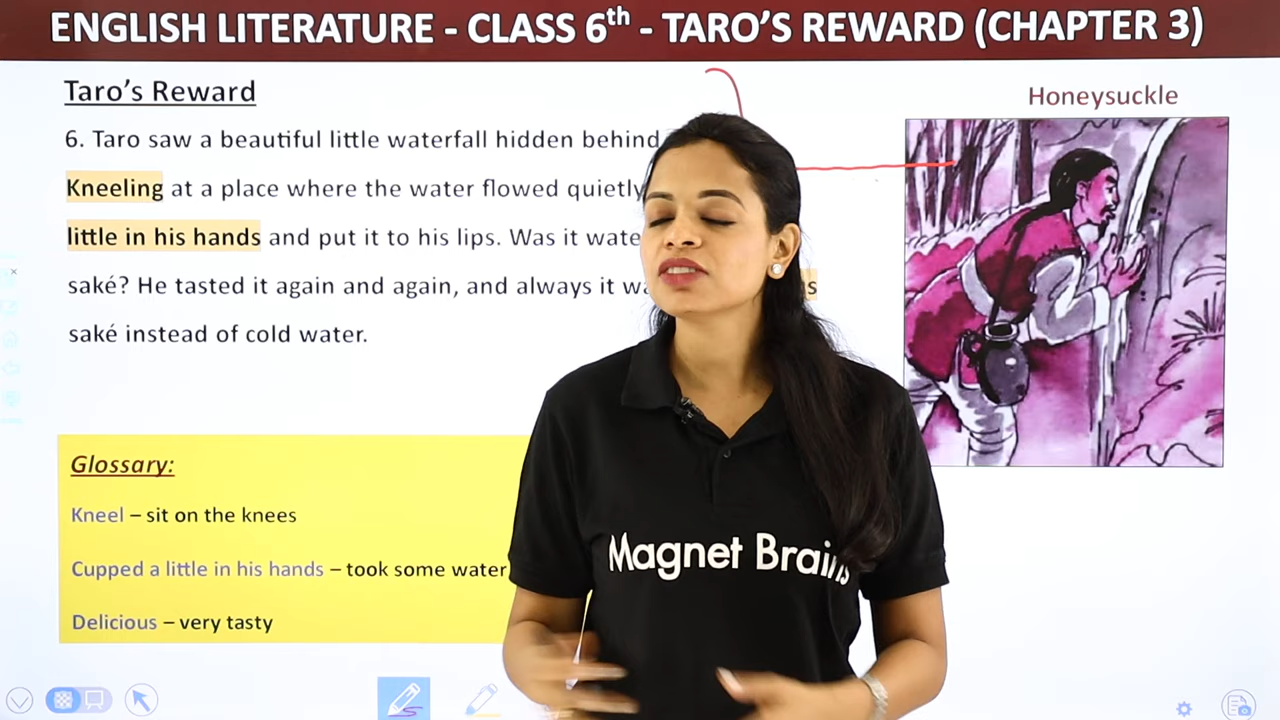 ENGLISH LITERATURE - CLASS 6th - TARO'S REWARD (CHAPTER 3)
Taro's Reward
Honeysuckle
6. Taro saw a beautiful little waterfall hidden behind
Kneeling at a place where the water flowed quietly
little in his hands and put it to his lips. Was it
saké? He tasted it again and again, and always it
saké instead of cold water.
Glossary:
Kneel – sit on the knees
Cupped a little in his hands – took some water
Delicious – very tasty
Magnet Brains